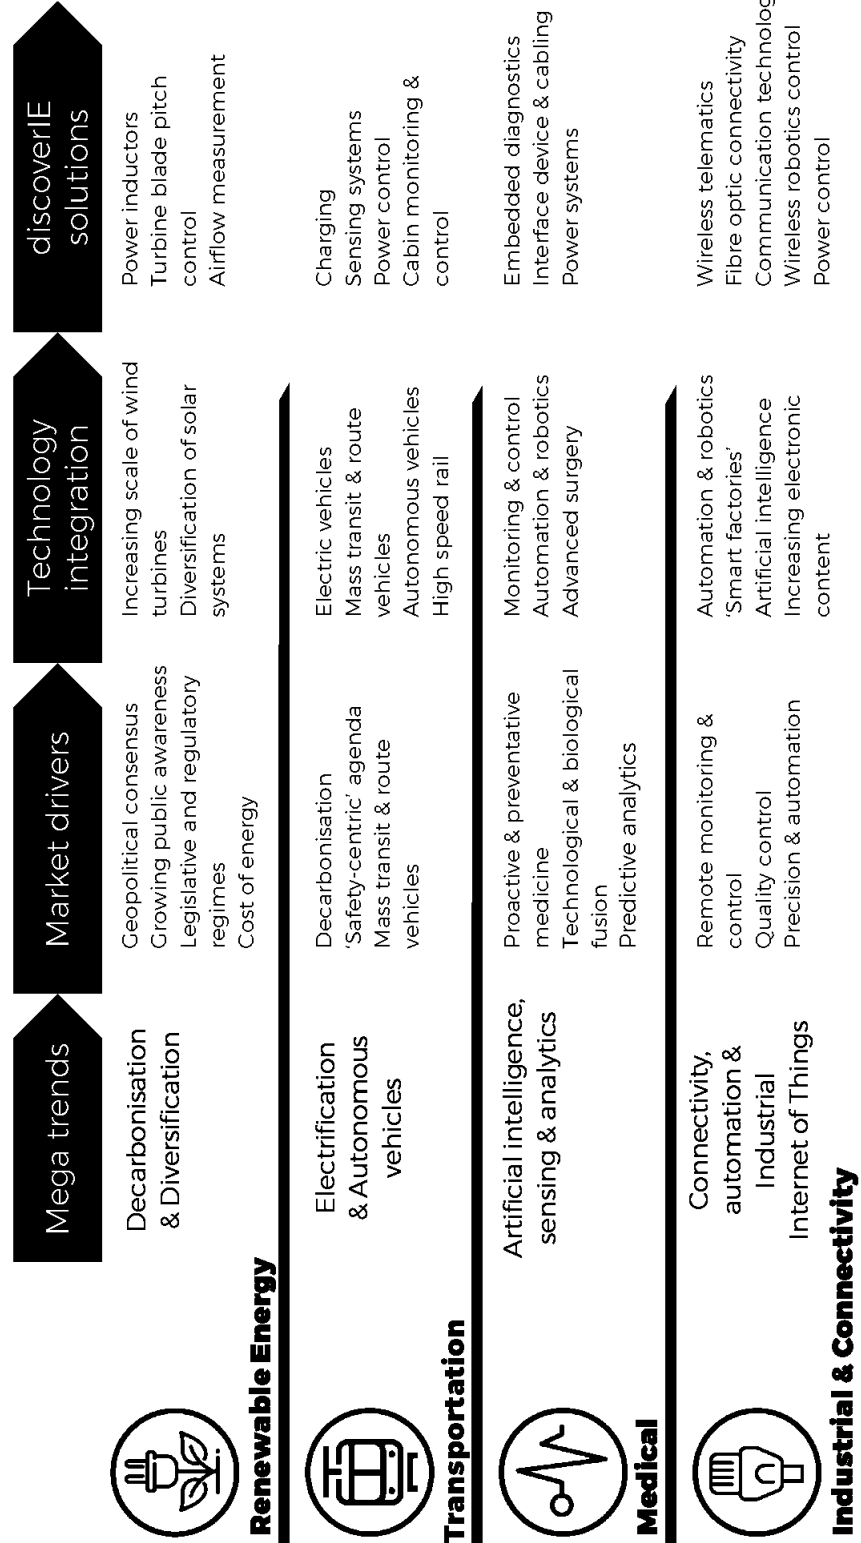 Mega trends
Market drivers
Technology
integration
discoverIE
solutions
Renewable Energy
Decarbonisation
& Diversification
Geopolitical consensus
Growing public awareness
Legislative and regulatory
regimes
Cost of energy
Increasing scale of wind
turbines
Diversification of solar
systems
Power inductors
Turbine blade pitch
control
Airflow measurement
Transportation
Electrification
& Autonomous
vehicles
Decarbonisation
‘Safety-centric’ agenda
Mass transit & route
vehicles
Electric vehicles
Mass transit & route
vehicles
Autonomous vehicles
High speed rail
Charging
Sensing systems
Power control
Cabin monitoring &
control
Medical
Artificial intelligence,
sensing & analytics
Proactive & preventative
medicine
Technological & biological
fusion
Predictive analytics
Monitoring & control
Automation & robotics
Advanced surgery
Embedded diagnostics
Interface device & cabling
Power systems
Industrial & Connectivity
Connectivity,
automation &
Industrial
Internet of Things
Remote monitoring &
control
Quality control
Precision & automation
Automation & robotics
‘Smart factories’
Artificial intelligence
Increasing electronic
content
Wireless telematics
Fibre optic connectivity
Communication technolog
Wireless robotics control
Power control